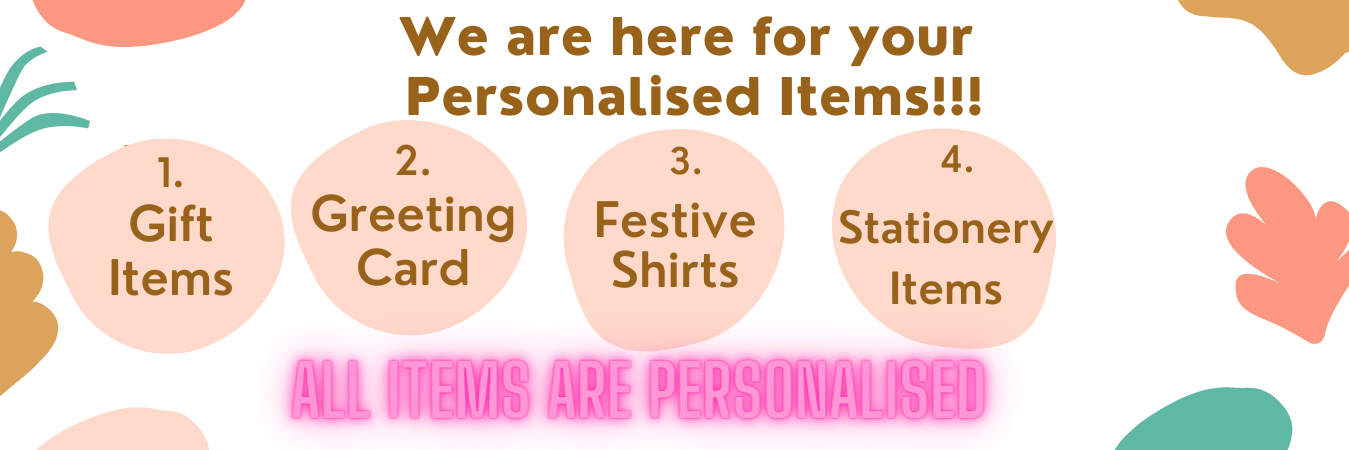 We are here for your
Personalised Items!!!
1.
Gift
Items
2.
Greeting
Card
3.
Festive
Shirts
4.
Stationery
Items
ALL ITEMS ARE PERSONALISED